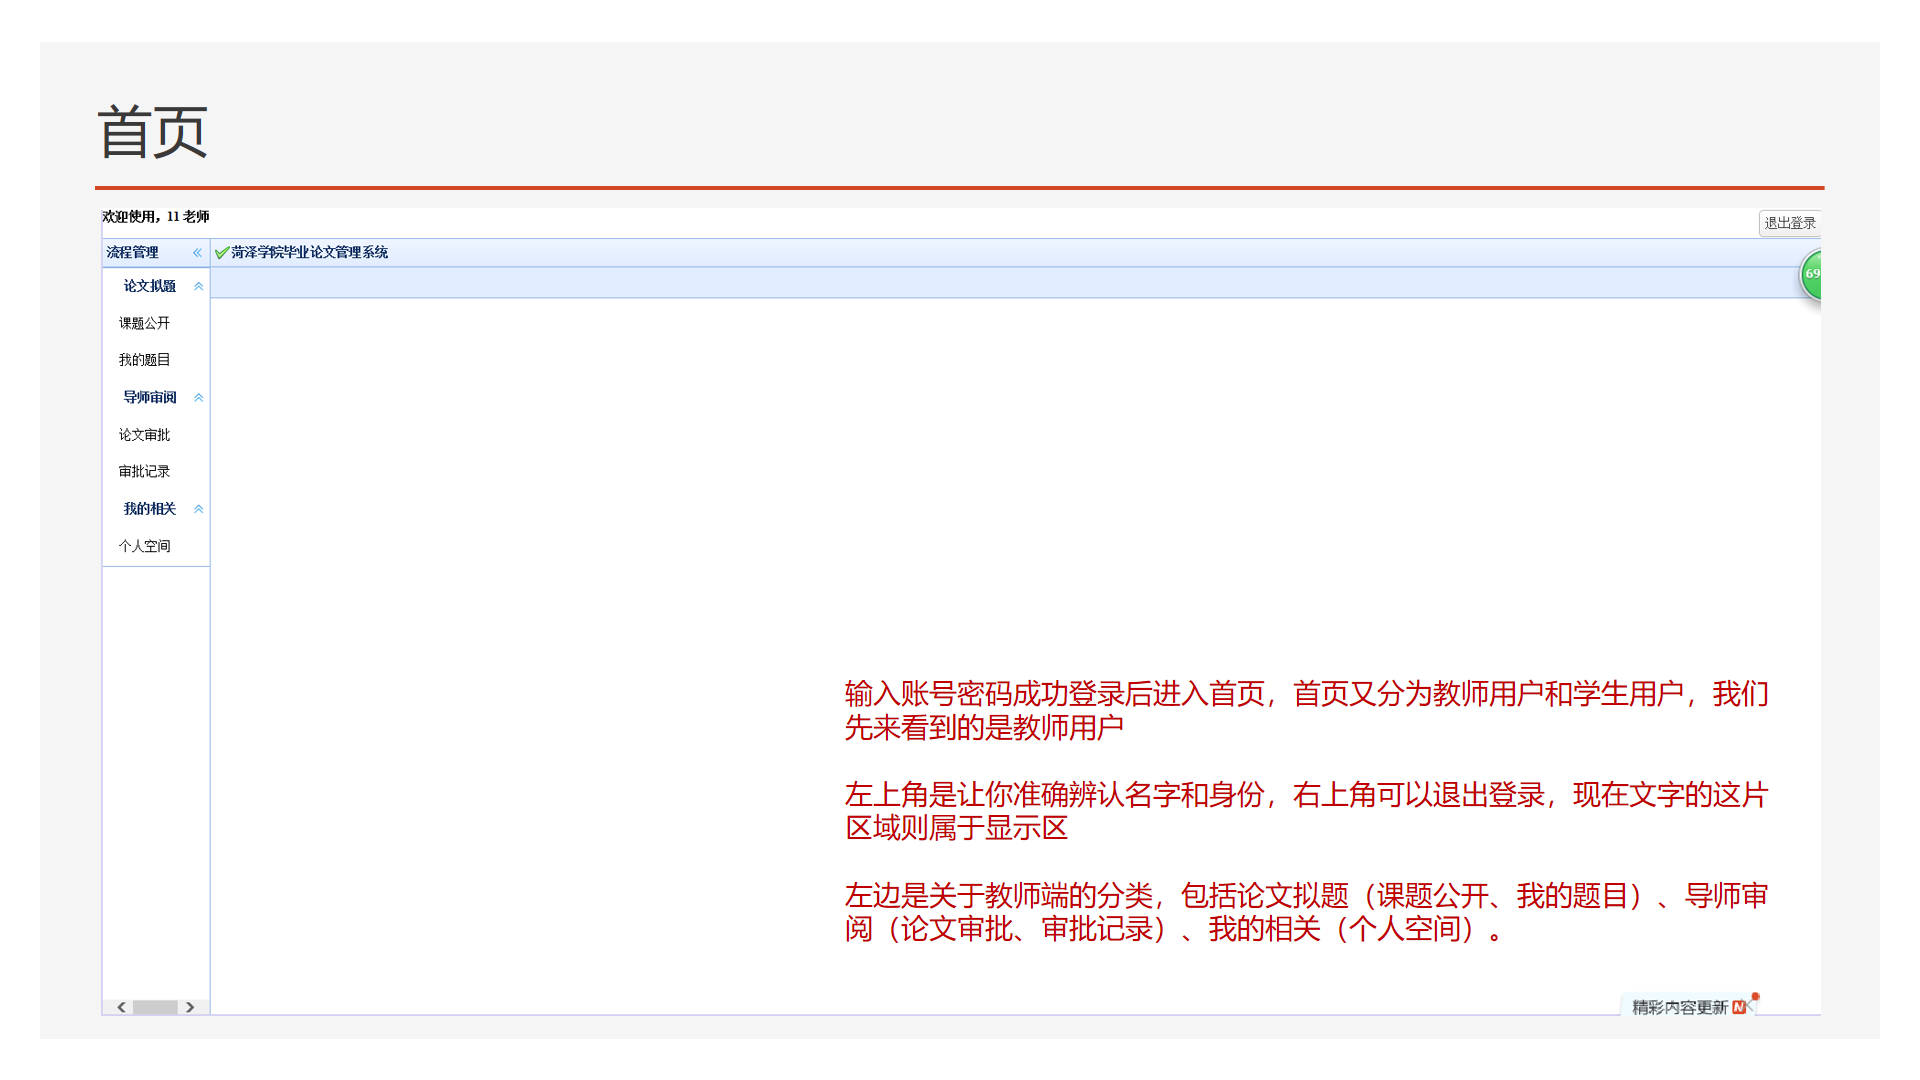 首页
欢迎使用，11 老师
退出登录
流程管理
菏泽学院毕业论文管理系统
69
论文拟题
课题公开
我的题目
导师审阅
论文审批
审批记录
我的相关
个人空间
输入账号密码成功登录后进入首页，首页又分为教师用户和学生用户，我们
先来看到的是教师用户
左上角是让你准确辨认名字和身份，右上角可以退出登录，现在文字的这片
区域则属于显示区
左边是关于教师端的分类，包括论文拟题（课题公开、我的题目）、导师审
阅（论文审批、审批记录）、我的相关（个人空间）。
精彩内容更新